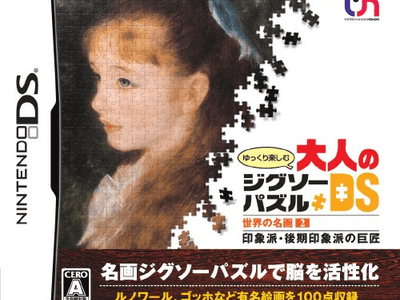 NINTENDO DS
ゆっくり楽しむ
大人の
ジグソー
パズル DS
世界の名画 2
印象派・後期印象派の巨匠
CERO
A
名画ジグソーパズルで脳を活性化
ルノワール、ゴッホなど有名絵画を100点収録